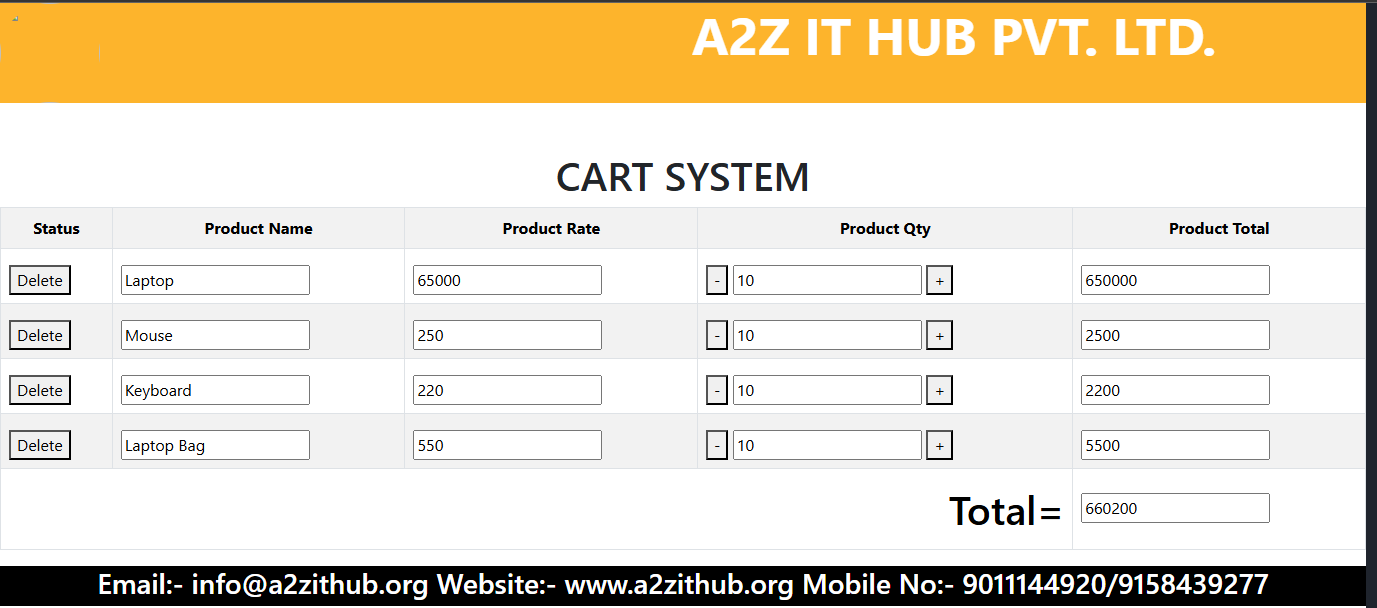 A2Z IT HUB PVT. LTD.
CART SYSTEM
Status Product Name Product Rate Product Qty Product Total
Delete Laptop 65000 - 10 + 650000
Delete Mouse 250 - 10 + 2500
Delete Keyboard 220 - 10 + 2200
Delete Laptop Bag 550 - 10 + 5500
Total= 660200
Email:- info@a2zithub.org Website:- www.a2zithub.org Mobile No:- 9011144920/9158439277